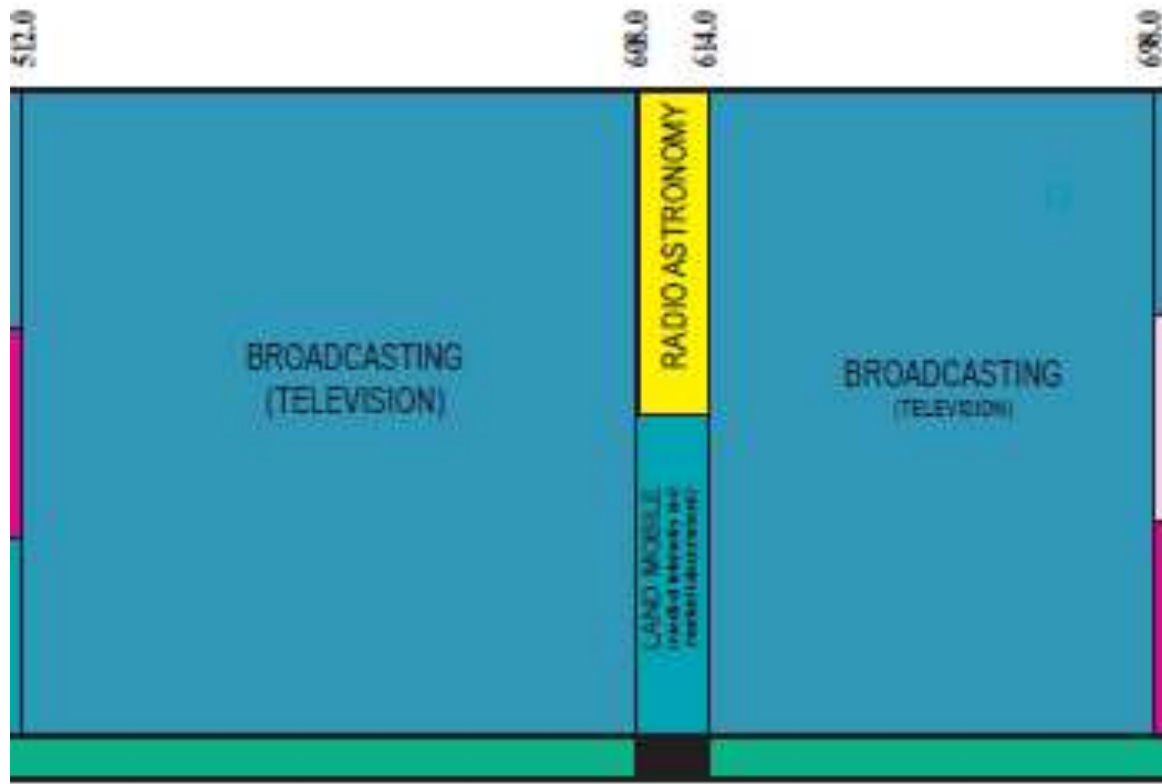 512.0
608.0
614.0
698.0
BROADCASTING
(TELEVISION)
RADIO ASTRONOMY
LAND MOBILE
BROADCASTING
(TELEVISION)